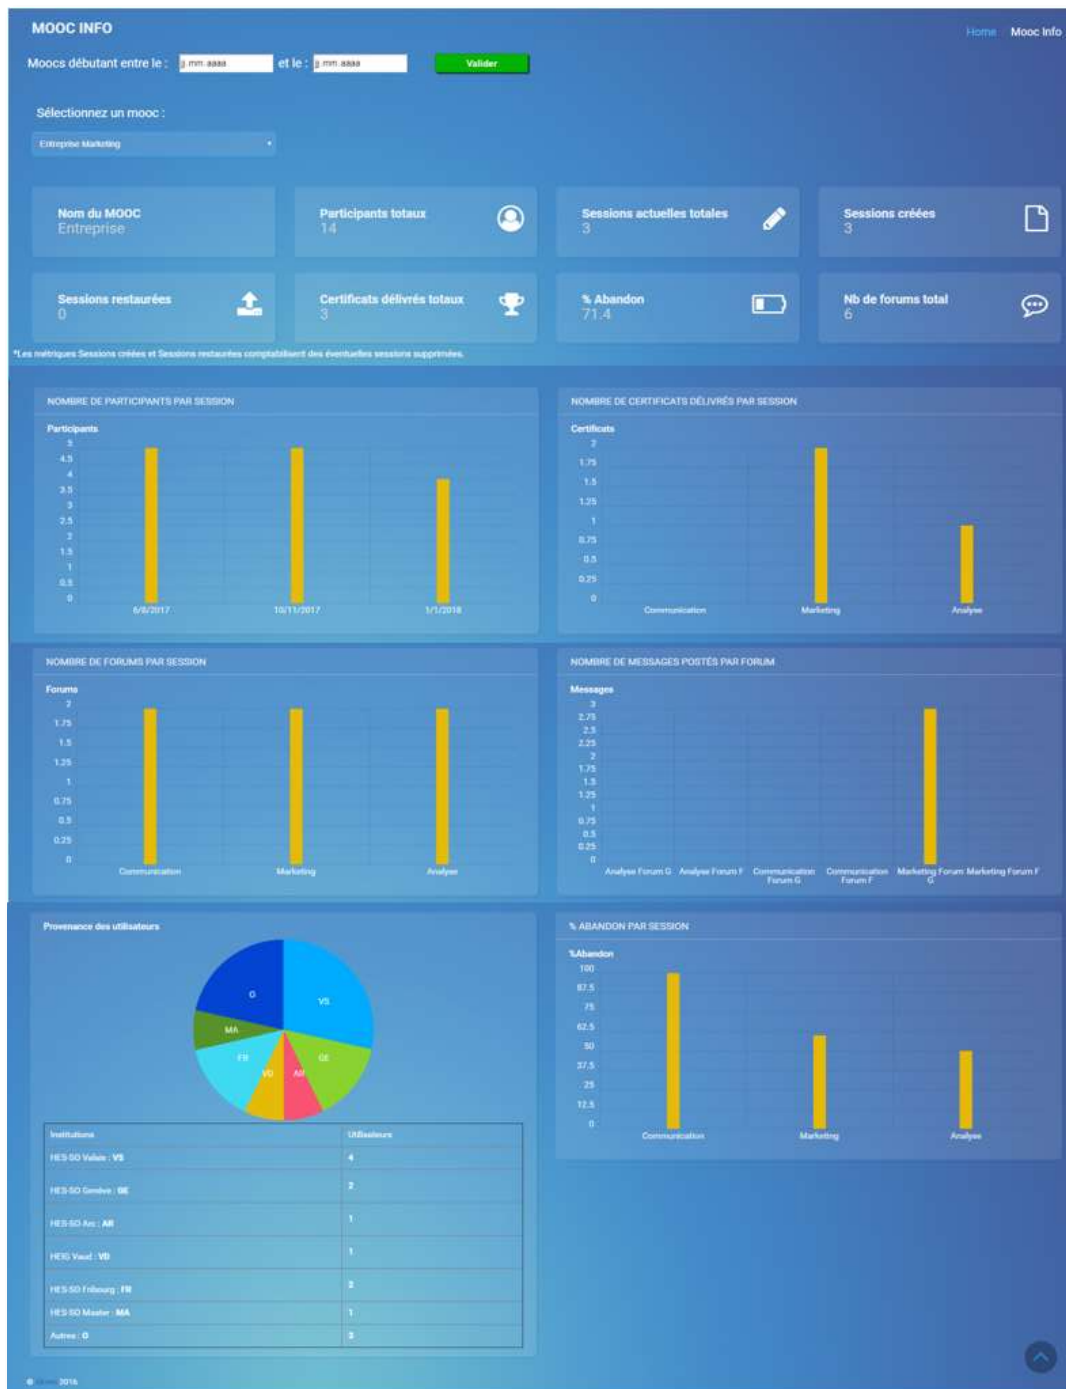 MOOC INFO
Home Mooc Info
Moocs débutant entre le : jj.mm.aaaa et le : jj.mm.aaaa Valider
Sélectionnez un mooc :
Entreprise Marketing
Nom du MOOC
Entreprise
Participants totaux
14
Sessions actuelles totales
3
Sessions créées
3
Sessions restaurées
0
Certificats délivrés totaux
3
% Abandon
71.4
Nb de forums total
6
*Les métriques Sessions créées et Sessions restaurées comptabilisent des éventuelles sessions supprimées.
NOMBRE DE PARTICIPANTS PAR SESSION
Participants
5
4.5
4
3.5
3
2.5
2
1.5
1
0.5
0
6/8/2017 10/11/2017 1/1/2018
NOMBRE DE CERTIFICATS DÉLIVRÉS PAR SESSION
Certificats
2
1.75
1.5
1.25
1
0.75
0.5
0.25
0
Communication Marketing Analyse
NOMBRE DE FORUMS PAR SESSION
Forums
2
1.75
1.5
1.25
1
0.75
0.5
0.25
0
Communication Marketing Analyse
NOMBRE DE MESSAGES POSTÉS PAR FORUM
Messages
3
2.75
2.5
2.25
2
1.75
1.5
1.25
1
0.75
0.5
0.25
0
Analyse Forum G Analyse Forum F Communication Forum G Communication Forum F Marketing Forum G Marketing Forum F
Provenance des utilisateurs
O
VS
MA
FR
GE
VD
AR
Institutions Utilisateurs
HES-SO Valais : VS 4
HES-SO Genève : GE 2
HES-SO Arc : AR 1
HEIG Vaud : VD 1
HES-SO Fribourg : FR 2
HES-SO Master : MA 1
Autres : O 3
% ABANDON PAR SESSION
%Abandon
100
87.5
75
62.5
50
37.5
25
12.5
0
Communication Marketing Analyse
© 2016